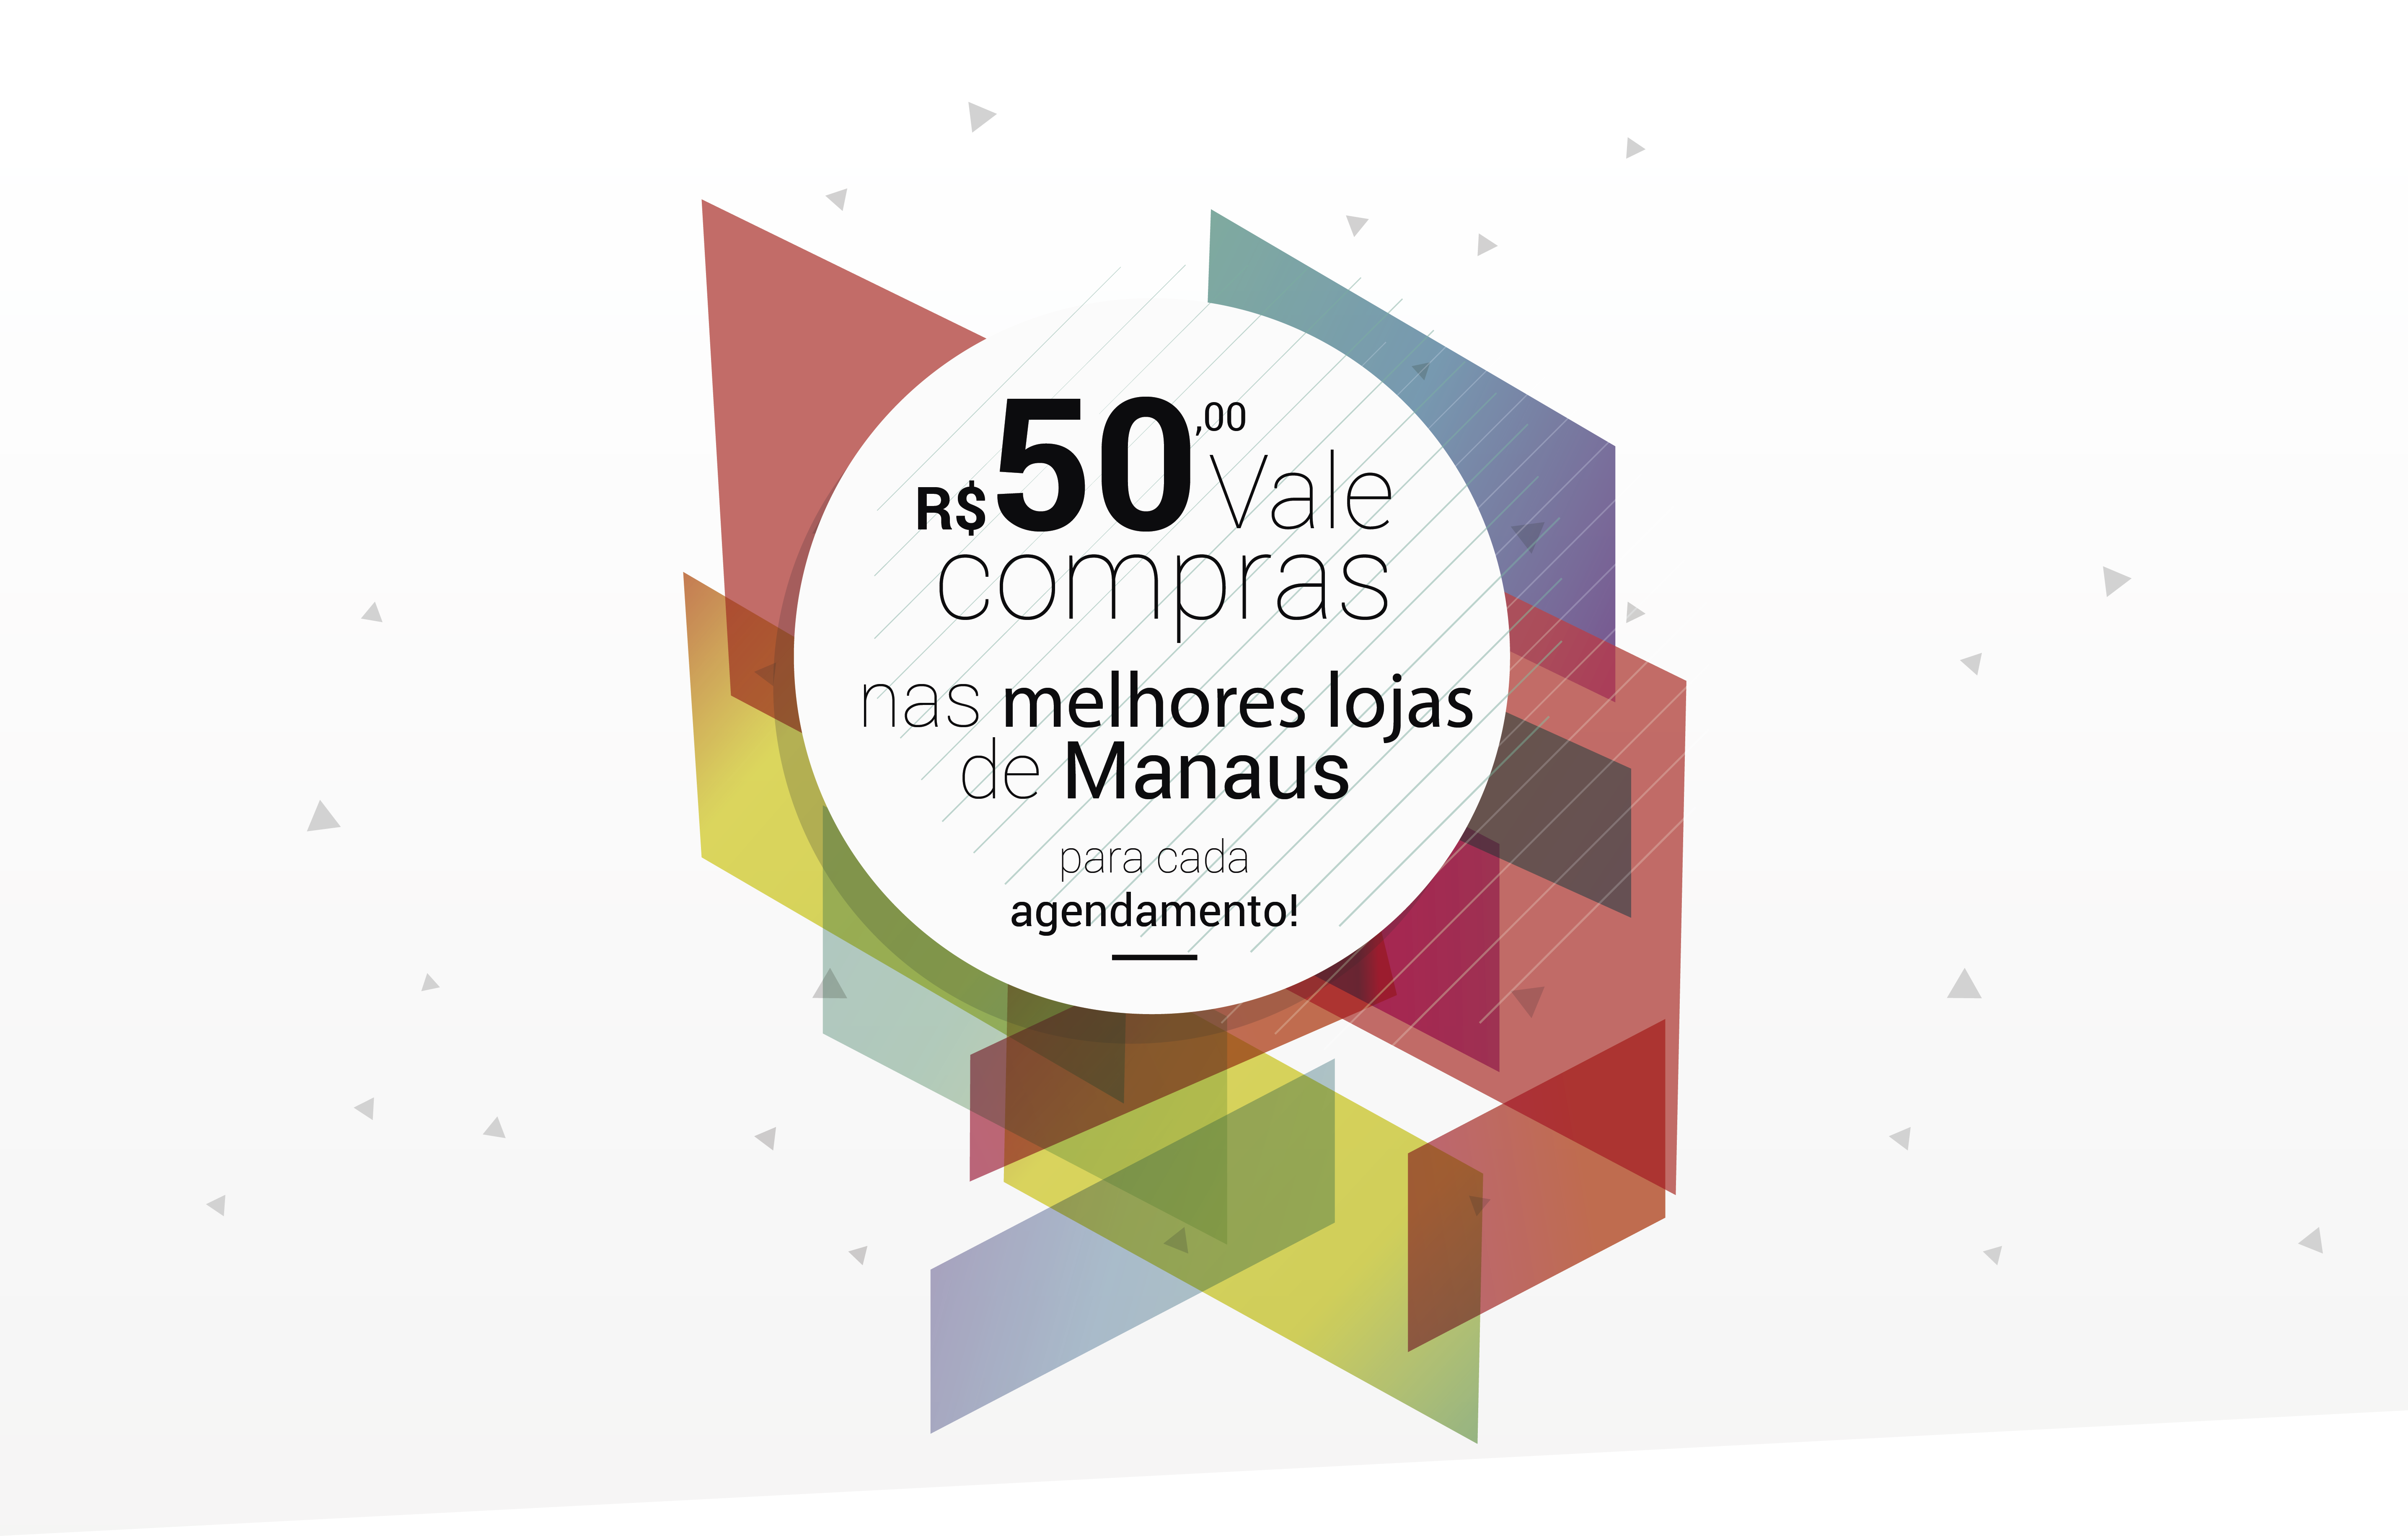 R$50,00 Vale
compras
nas melhores lojas
de Manaus
para cada
agendamento!